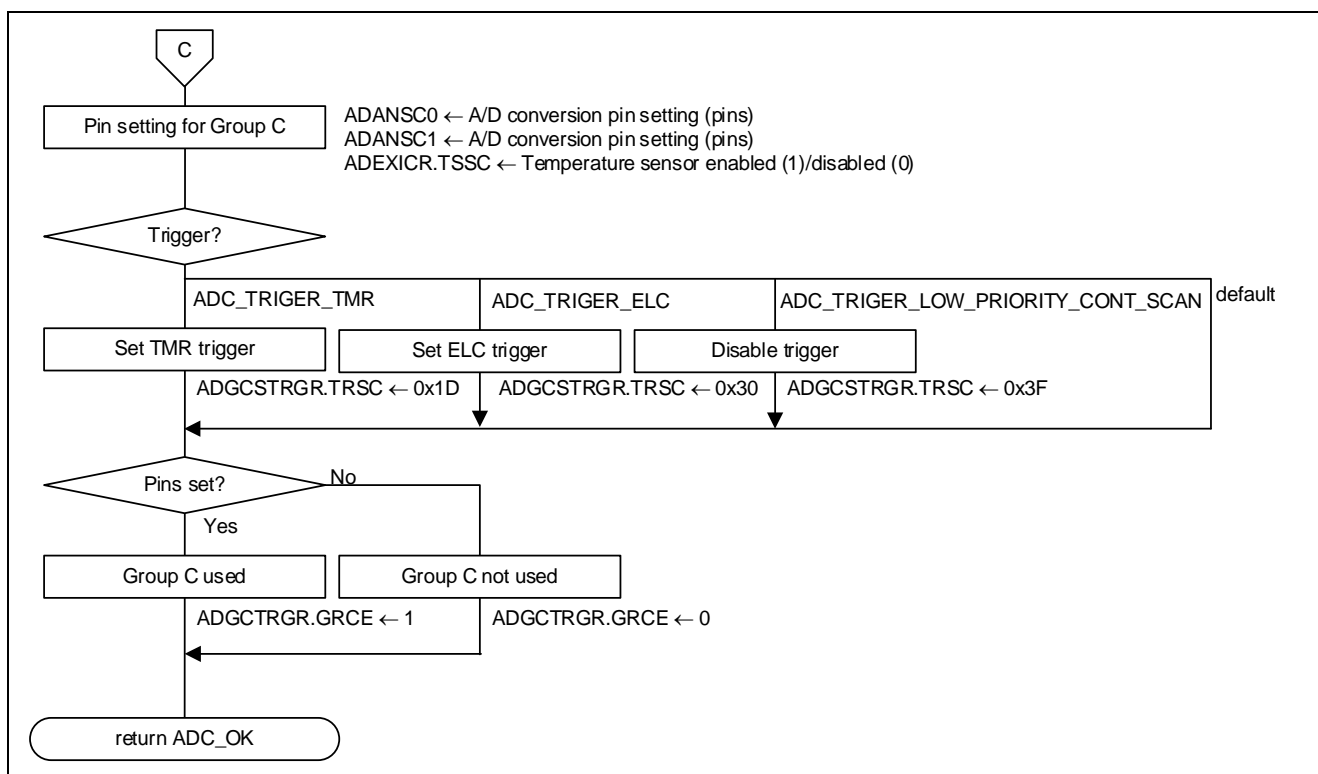 C
Pin setting for Group C
ADANSC0 ← A/D conversion pin setting (pins)
ADANSC1 ← A/D conversion pin setting (pins)
ADEXICR.TSSC ← Temperature sensor enabled (1)/disabled (0)
Trigger?
ADC_TRIGER_TMR
ADC_TRIGER_ELC
ADC_TRIGER_LOW_PRIORITY_CONT_SCAN
default
Set TMR trigger
Set ELC trigger
Disable trigger
ADGCSTRGR.TRSC ← 0x1D
ADGCSTRGR.TRSC ← 0x30
ADGCSTRGR.TRSC ← 0x3F
Pins set?
No
Yes
Group C used
Group C not used
ADGCTRGR.GRCE ← 1
ADGCTRGR.GRCE ← 0
return ADC_OK